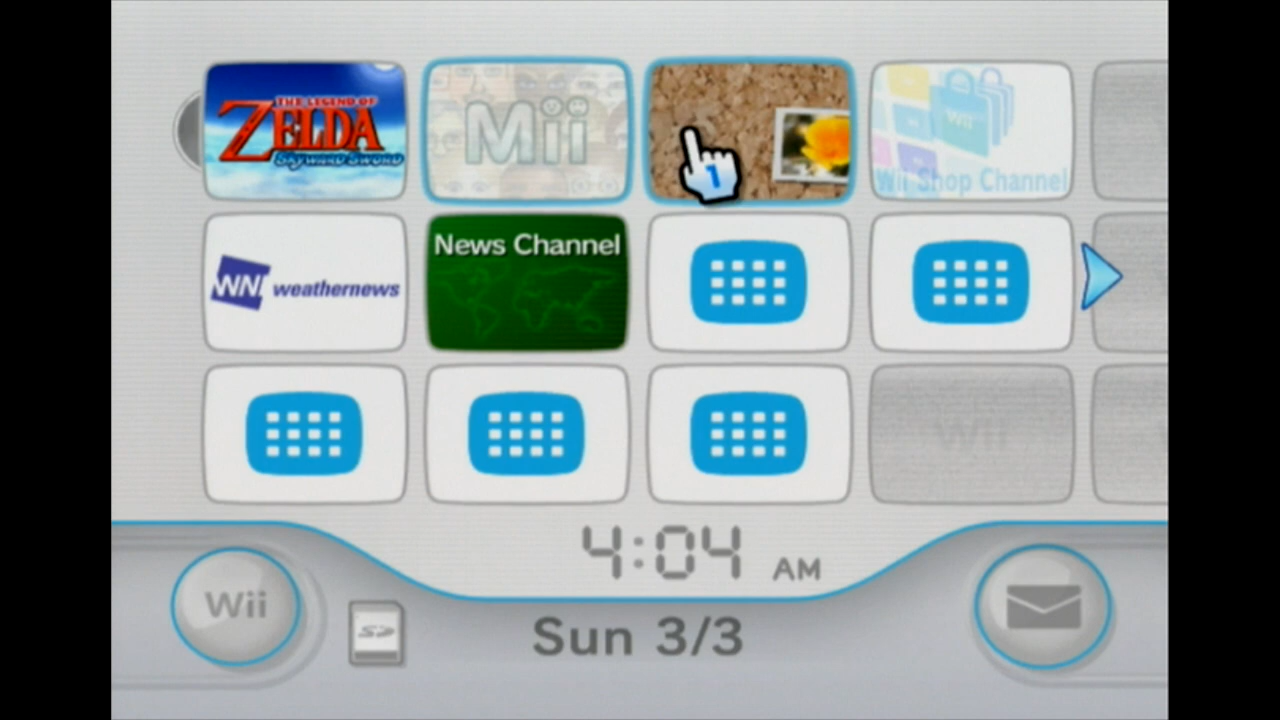 THE LEGEND OF
ZELDA
SKYWARD SWORD
Mii
1
Wii
Wii Shop Channel
WNI weathernews
News Channel
Wii
4:04 AM
Wii
SD
Sun 3/3